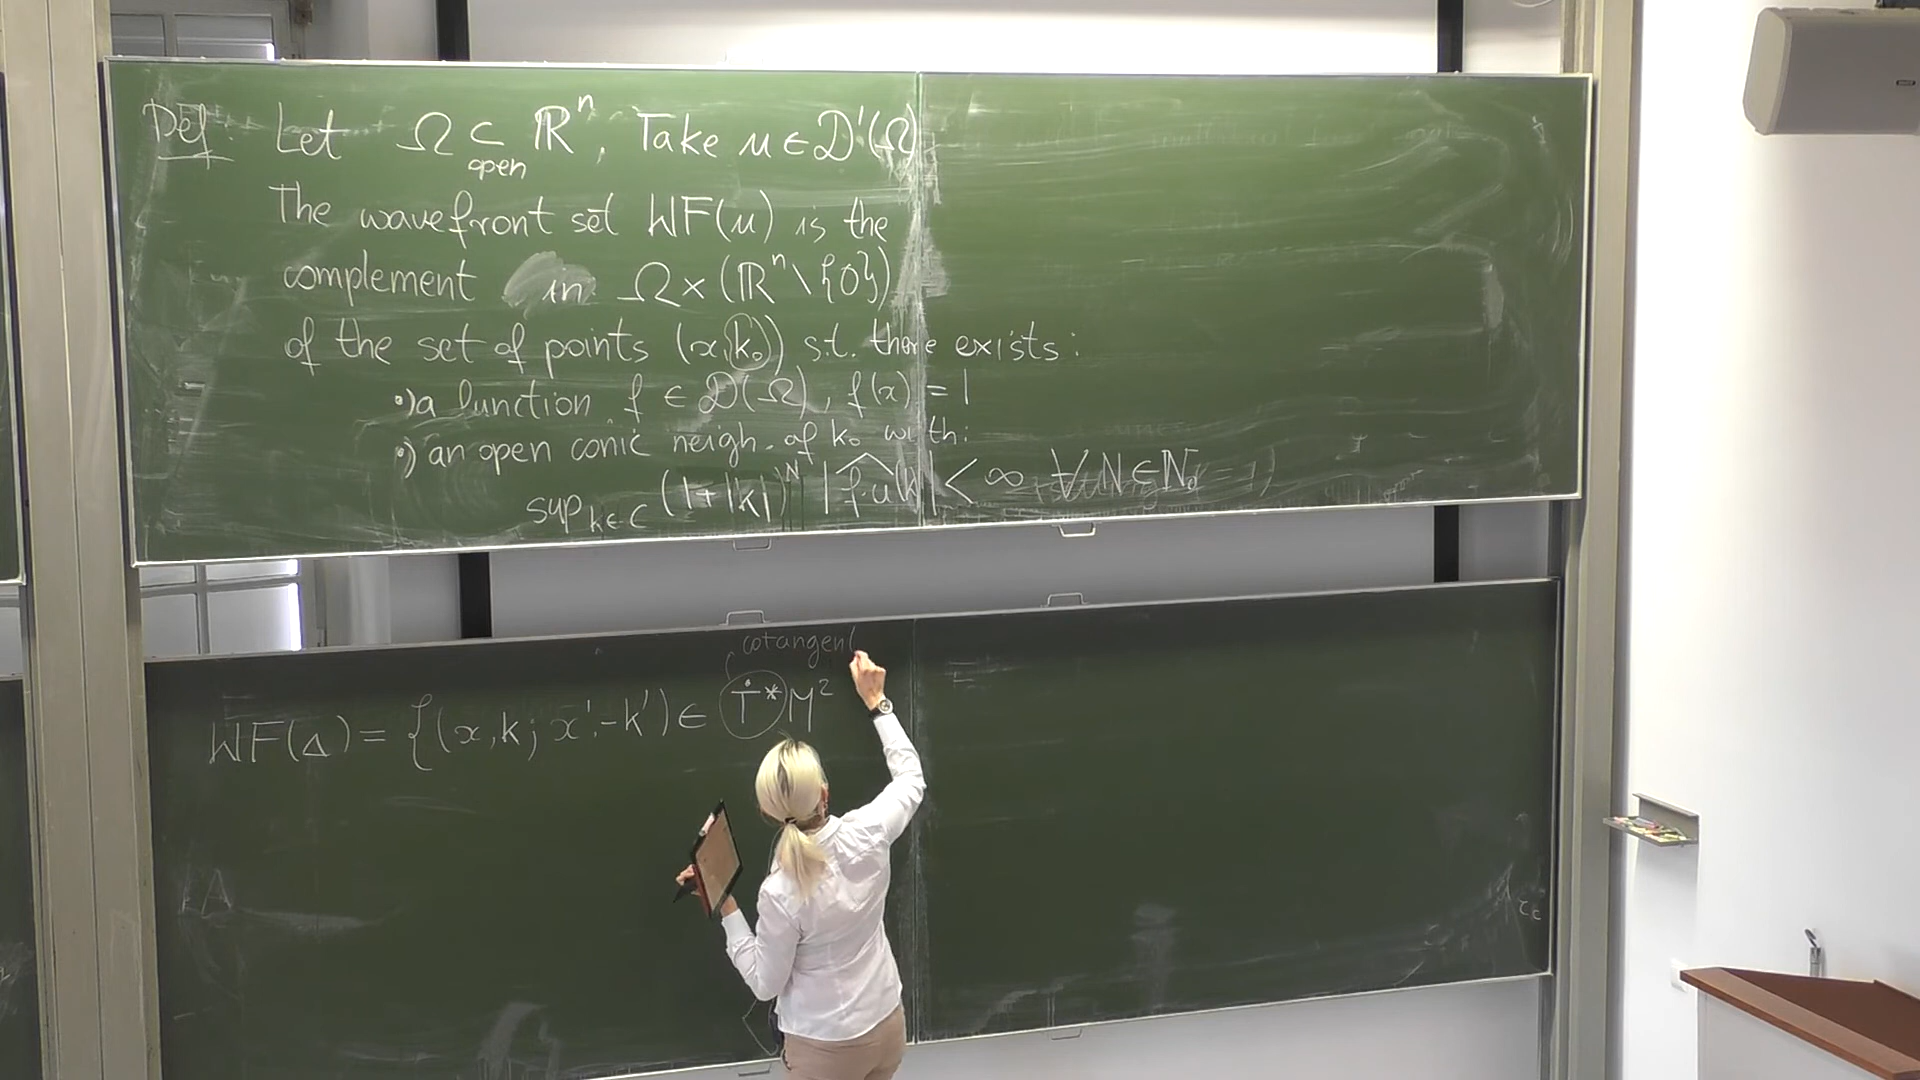 Def: Let Ω ⊂ ℝⁿ. Take u ∈ D'(Ω)
open
The wavefront set WF(u) is the
complement in Ω × (ℝⁿ \ {0})
of the set of points (x, k₀) s.t. there exists:
•) a function f ∈ D(Ω), f(x) = 1
•) an open conic neigh. of k₀ with:
sup_{k∈C} (1+|k|)^N |\widehat{f·u}(k)| < ∞ ∀ N ∈ ℕ₀
cotangent
WF(Δ) = {(x, k; x', -k') ∈ Ṫ*M²